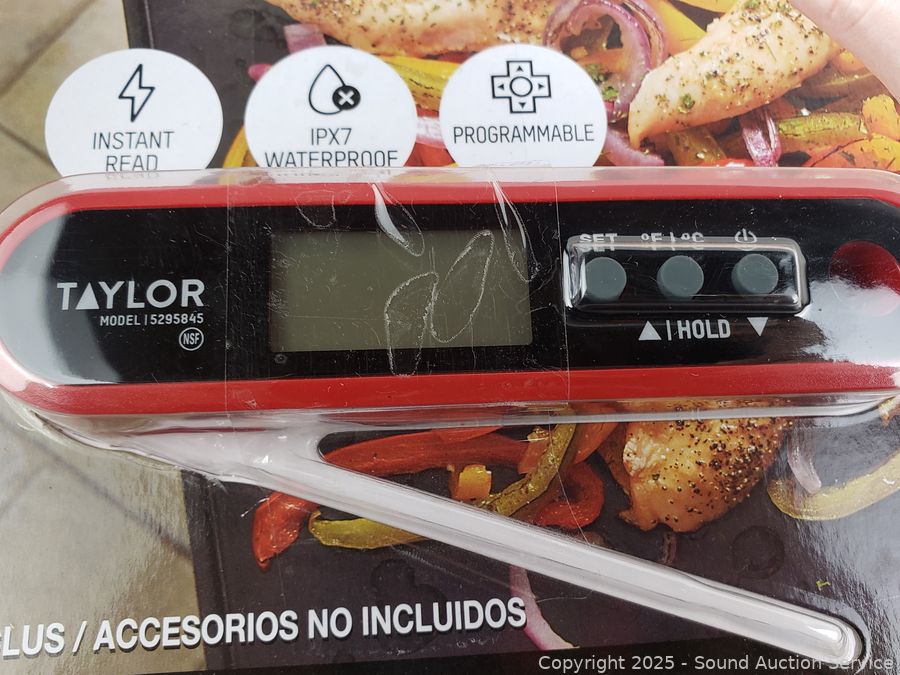 INSTANT
READ
IPX7
WATERPROOF
PROGRAMMABLE
SET °F | °C
TAYLOR
MODEL | 5295845
NSF
▲ | HOLD ▼
LUS / ACCESORIOS NO INCLUIDOS
Copyright 2025 - Sound Auction Service